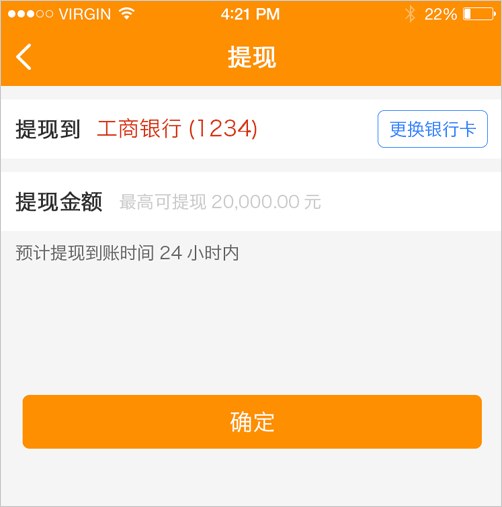 VIRGIN 4:21 PM 22%
提现
提现到 工商银行 (1234) 更换银行卡
提现金额 最高可提现 20,000.00 元
预计提现到账时间 24 小时内
确定